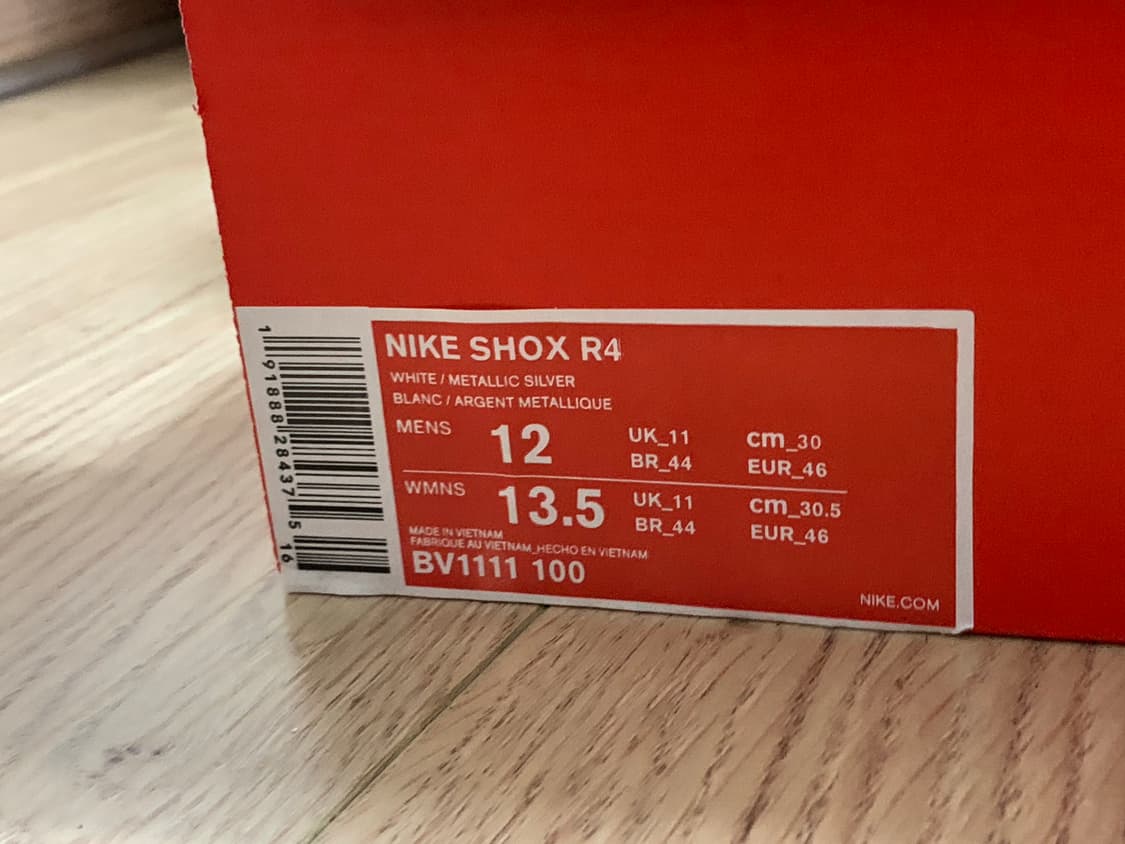 1 91888 28437 5 16
NIKE SHOX R4
WHITE / METALLIC SILVER
BLANC / ARGENT METALLIQUE
MENS 12 UK_11 cm_30
BR_44 EUR_46
WMNS 13.5 UK_11 cm_30.5
BR_44 EUR_46
MADE IN VIETNAM
FABRIQUE AU VIETNAM_HECHO EN VIETNAM
BV1111 100
NIKE.COM